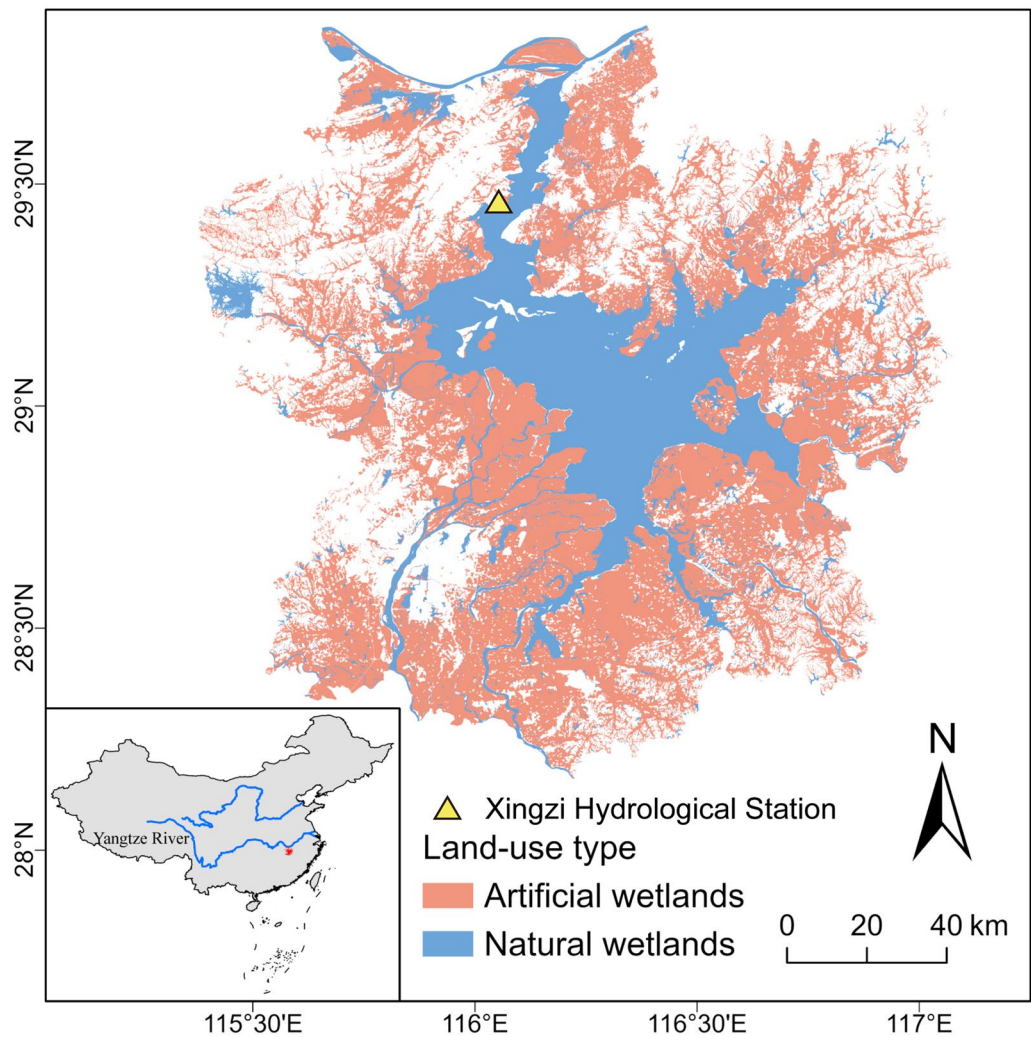 29°30'N
29°N
28°30'N
28°N
Yangtze River
N
Xingzi Hydrological Station
Land-use type
Artificial wetlands
Natural wetlands
0 20 40 km
115°30'E 116°E 116°30'E 117°E